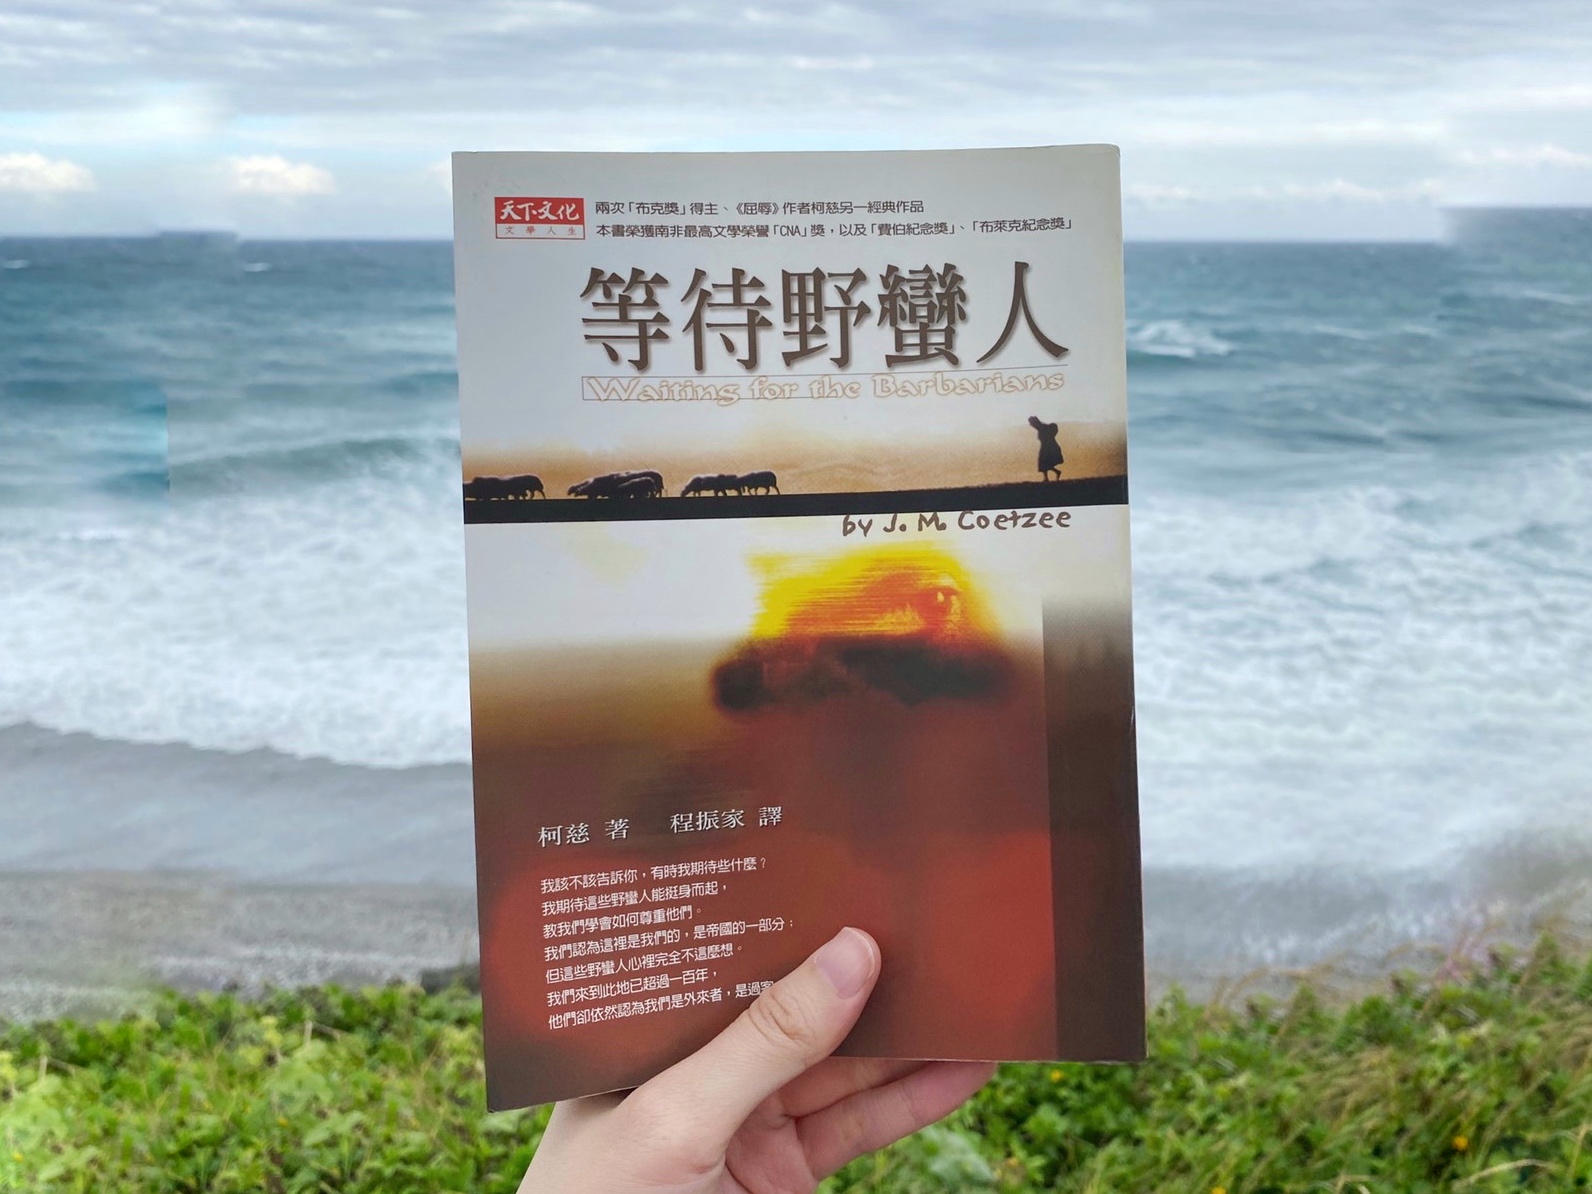 天下文化
文學人生
兩次「布克獎」得主、《屈辱》作者柯慈另一經典作品
本書榮獲南非最高文學榮譽「CNA」獎，以及「費伯紀念獎」、「布萊克紀念獎」
等待野蠻人
Waiting for the Barbarians
by J. M. Coetzee
柯慈 著 程振家 譯
我該不該告訴你，有時我期待些什麼？
我期待這些野蠻人能挺身而起，
教我們學會如何尊重他們。
我們認為這裡是我們的，是帝國的一部分；
但這些野蠻人心裡完全不這麼想。
我們來到此地已超過一百年，
他們卻依然認為我們是外來者，是過客